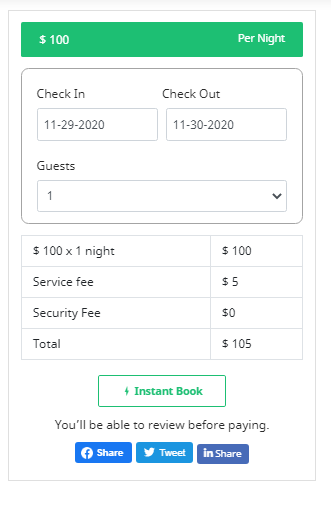 $ 100 Per Night
Check In Check Out
11-29-2020 11-30-2020
Guests
1
$ 100 x 1 night $ 100
Service fee $ 5
Security Fee $0
Total $ 105
Instant Book
You'll be able to review before paying.
Share Tweet in Share